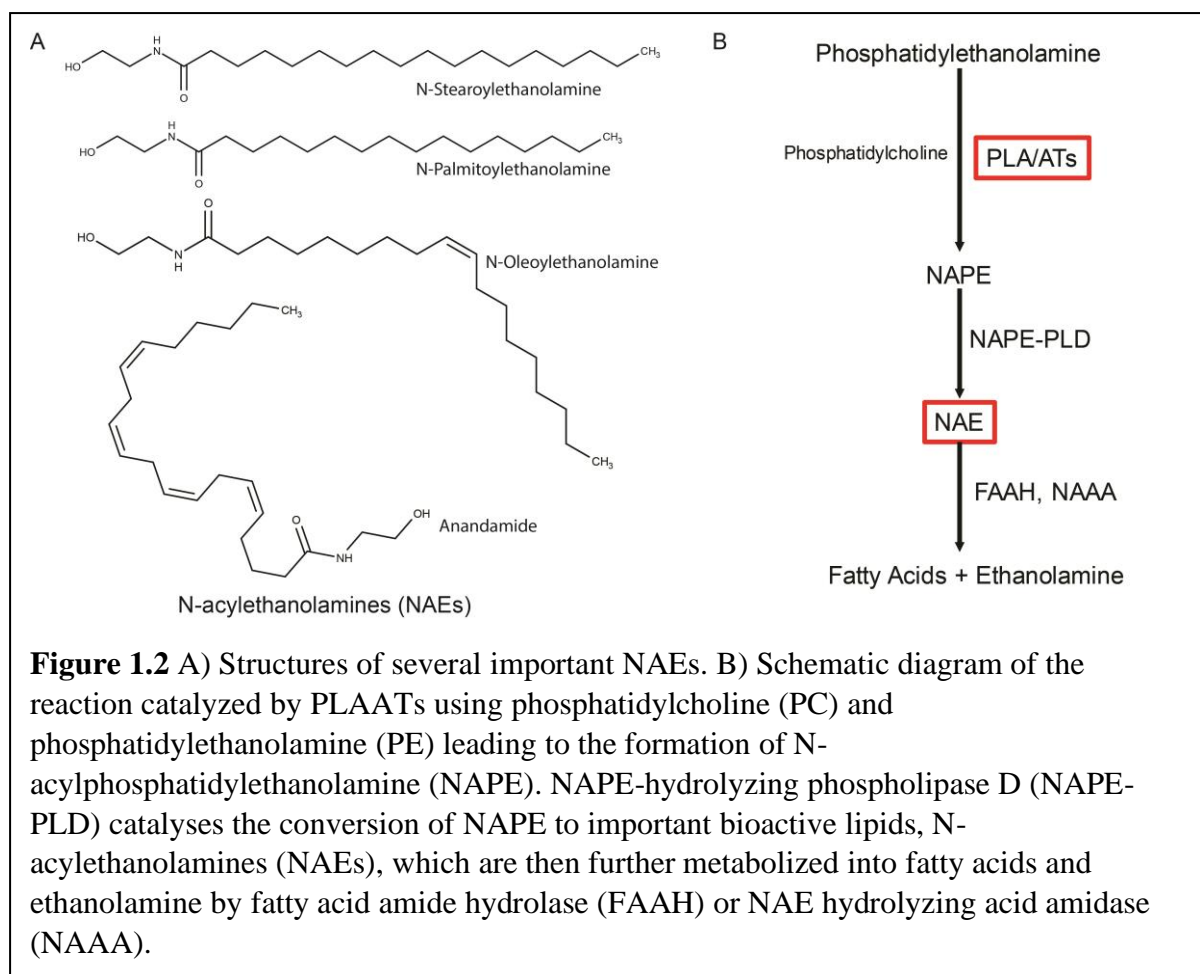 A
HO
H
N
O
CH3
N-Stearoylethanolamine
HO
H
N
O
CH3
N-Palmitoylethanolamine
O
HO
N
H
N-Oleoylethanolamine
CH3
CH3
O
NH
OH
Anandamide
N-acylethanolamines (NAEs)
B
Phosphatidylethanolamine
Phosphatidylcholine
PLA/ATs
NAPE
NAPE-PLD
NAE
FAAH, NAAA
Fatty Acids + Ethanolamine
Figure 1.2 A) Structures of several important NAEs. B) Schematic diagram of the
reaction catalyzed by PLAATs using phosphatidylcholine (PC) and
phosphatidylethanolamine (PE) leading to the formation of N-
acylphosphatidylethanolamine (NAPE). NAPE-hydrolyzing phospholipase D (NAPE-
PLD) catalyses the conversion of NAPE to important bioactive lipids, N-
acylethanolamines (NAEs), which are then further metabolized into fatty acids and
ethanolamine by fatty acid amide hydrolase (FAAH) or NAE hydrolyzing acid amidase
(NAAA).